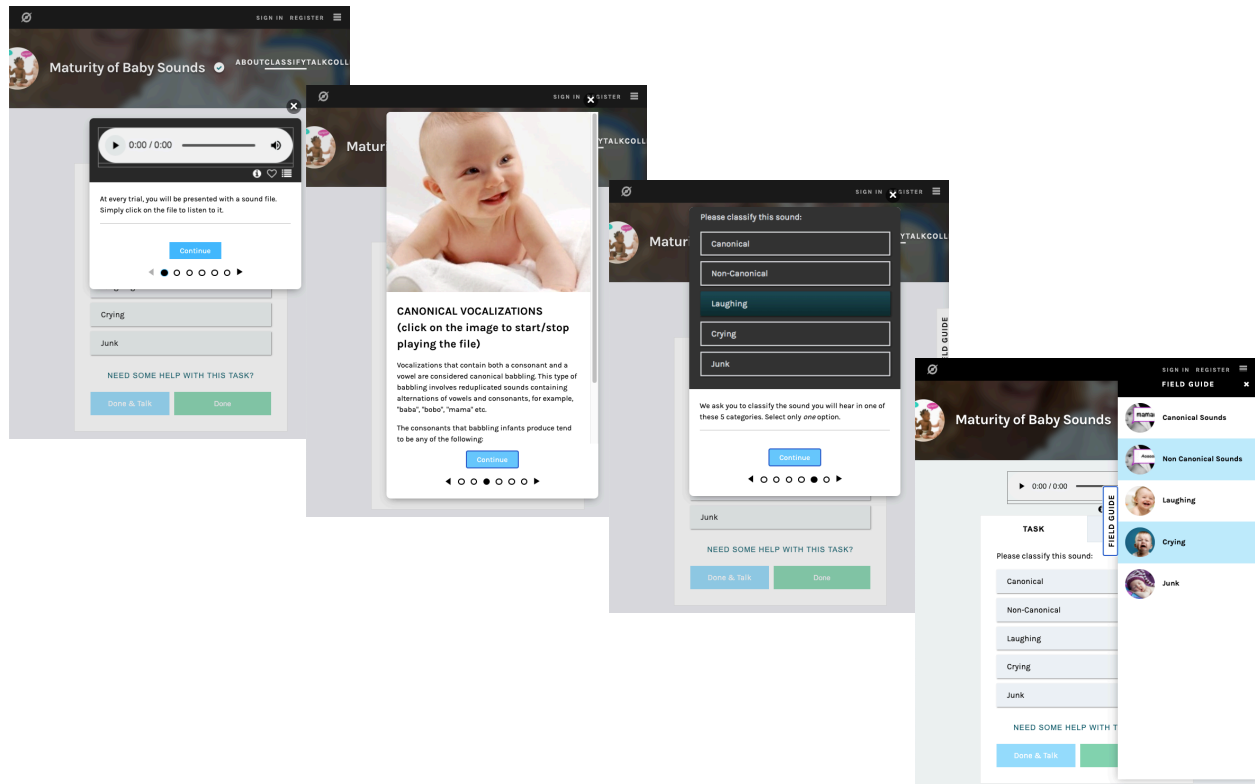 SIGN IN REGISTER
Maturity of Baby Sounds
ABOUTCLASSIFYTALKCOLL
0:00 / 0:00
At every trial, you will be presented with a sound file.
Simply click on the file to listen to it.
Continue
Crying
Junk
NEED SOME HELP WITH THIS TASK?
Done & Talk
Done
SIGN IN REGISTER
Matur
YTALKCOLL
CANONICAL VOCALIZATIONS
(click on the image to start/stop
playing the file)
Vocalizations that contain both a consonant and a
vowel are considered canonical babbling. This type of
babbling involves reduplicated sounds containing
alternations of vowels and consonants, for example,
"baba", "bobo", "mama" etc.
The consonants that babbling infants produce tend
to be any of the following:
Continue
SIGN IN REGISTER
Matur
YTALKCOLL
Please classify this sound:
Canonical
Non-Canonical
Laughing
Crying
Junk
FIELD GUIDE
We ask you to classify the sound you will hear in one of
these 5 categories. Select only one option.
Continue
Junk
NEED SOME HELP WITH THIS TASK?
Done & Talk
Done
SIGN IN REGISTER
FIELD GUIDE
Maturity of Baby Sounds
0:00 / 0:00
FIELD GUIDE
TASK
Please classify this sound:
Canonical
Non-Canonical
Laughing
Crying
Junk
NEED SOME HELP WITH T
Done & Talk
mama
Canonical Sounds
Non Canonical Sounds
Laughing
Crying
Junk